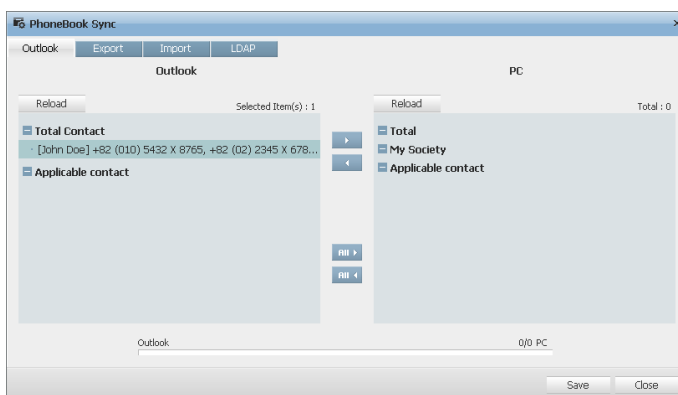 PhoneBook Sync
Outlook Export Import LDAP
Outlook PC
Reload Selected Item(s) : 1 Reload Total : 0
Total Contact
[John Doe] +82 (010) 5432 X 8765, +82 (02) 2345 X 678...
Applicable contact
Total
My Society
Applicable contact
All
All
Outlook 0/0 PC
Save Close